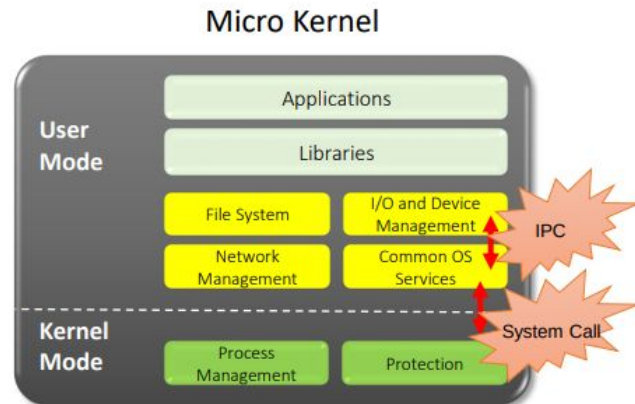 Micro Kernel
User
Mode
Applications
Libraries
File System
I/O and Device
Management
IPC
Network
Management
Common OS
Services
System Call
Kernel
Mode
Process
Management
Protection